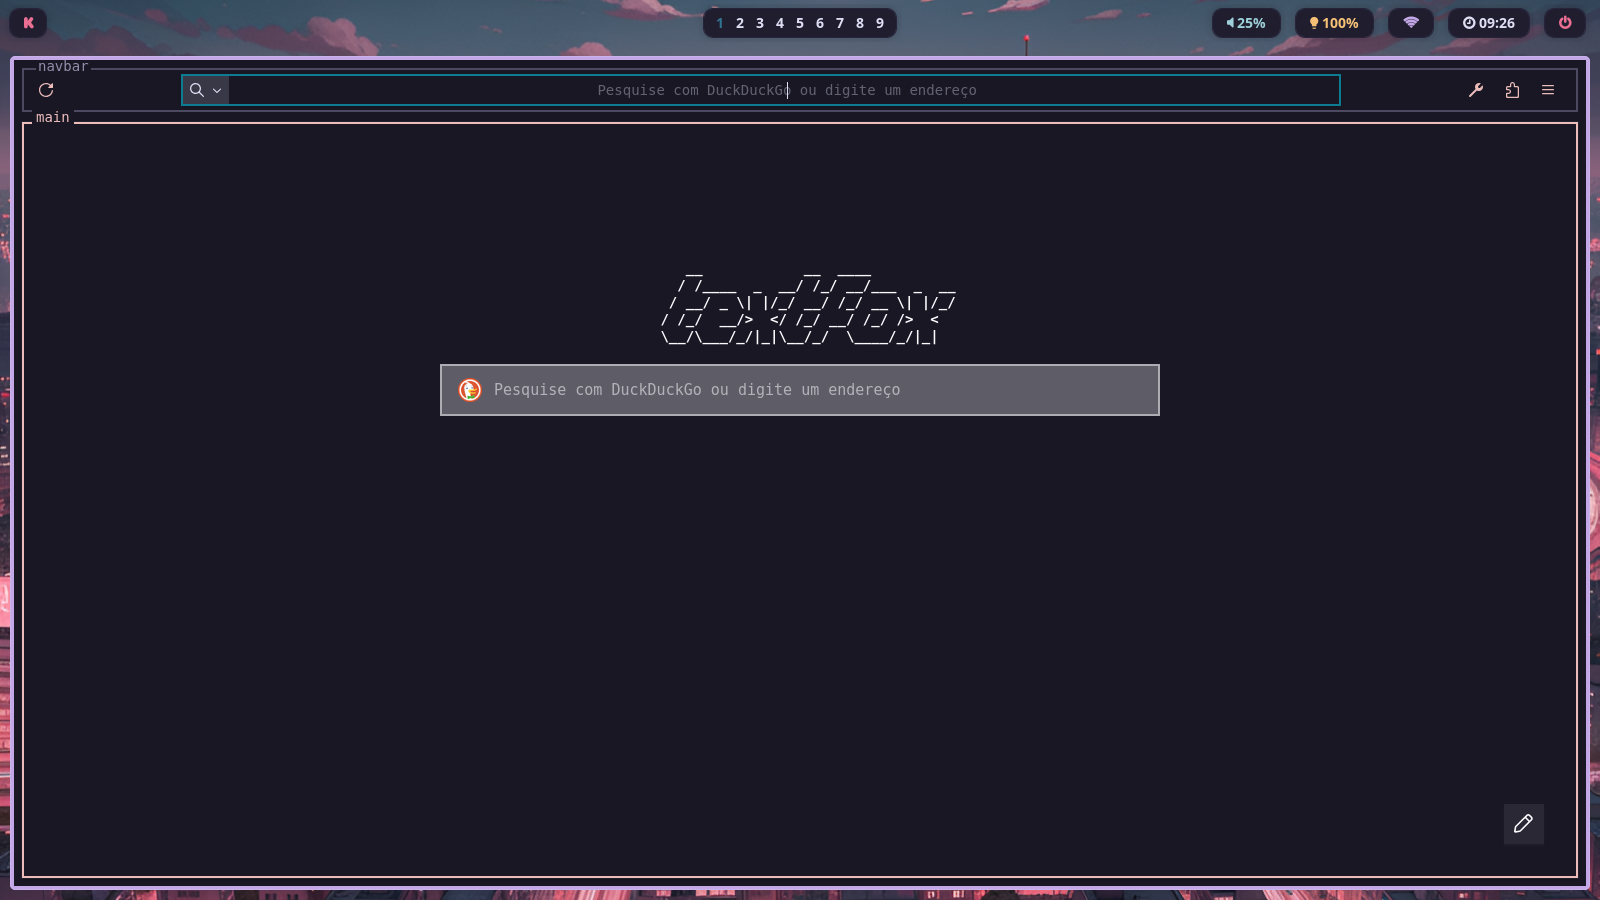 1 2 3 4 5 6 7 8 9
25%
100%
09:26
navbar
Pesquise com DuckDuckGo ou digite um endereço
main
textfox
Pesquise com DuckDuckGo ou digite um endereço